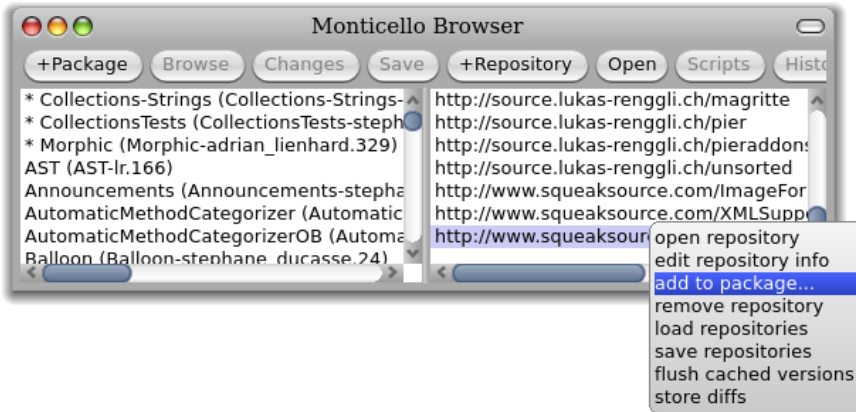 Monticello Browser
+Package Browse Changes Save +Repository Open Scripts
* Collections-Strings (Collections-Strings-
* CollectionsTests (CollectionsTests-steph
* Morphic (Morphic-adrian_lienhard.329)
AST (AST-lr.166)
Announcements (Announcements-stepha
AutomaticMethodCategorizer (Automatic
AutomaticMethodCategorizerOB (Automa
Balloon (Balloon-stephane_ducasse.24)
http://source.lukas-renggli.ch/magritte
http://source.lukas-renggli.ch/pier
http://source.lukas-renggli.ch/pieraddons
http://source.lukas-renggli.ch/unsorted
http://www.squeaksource.com/ImageFor
http://www.squeaksource.com/XMLSuppo
http://www.squeaksourc
open repository
edit repository info
add to package...
remove repository
load repositories
save repositories
flush cached versions
store diffs